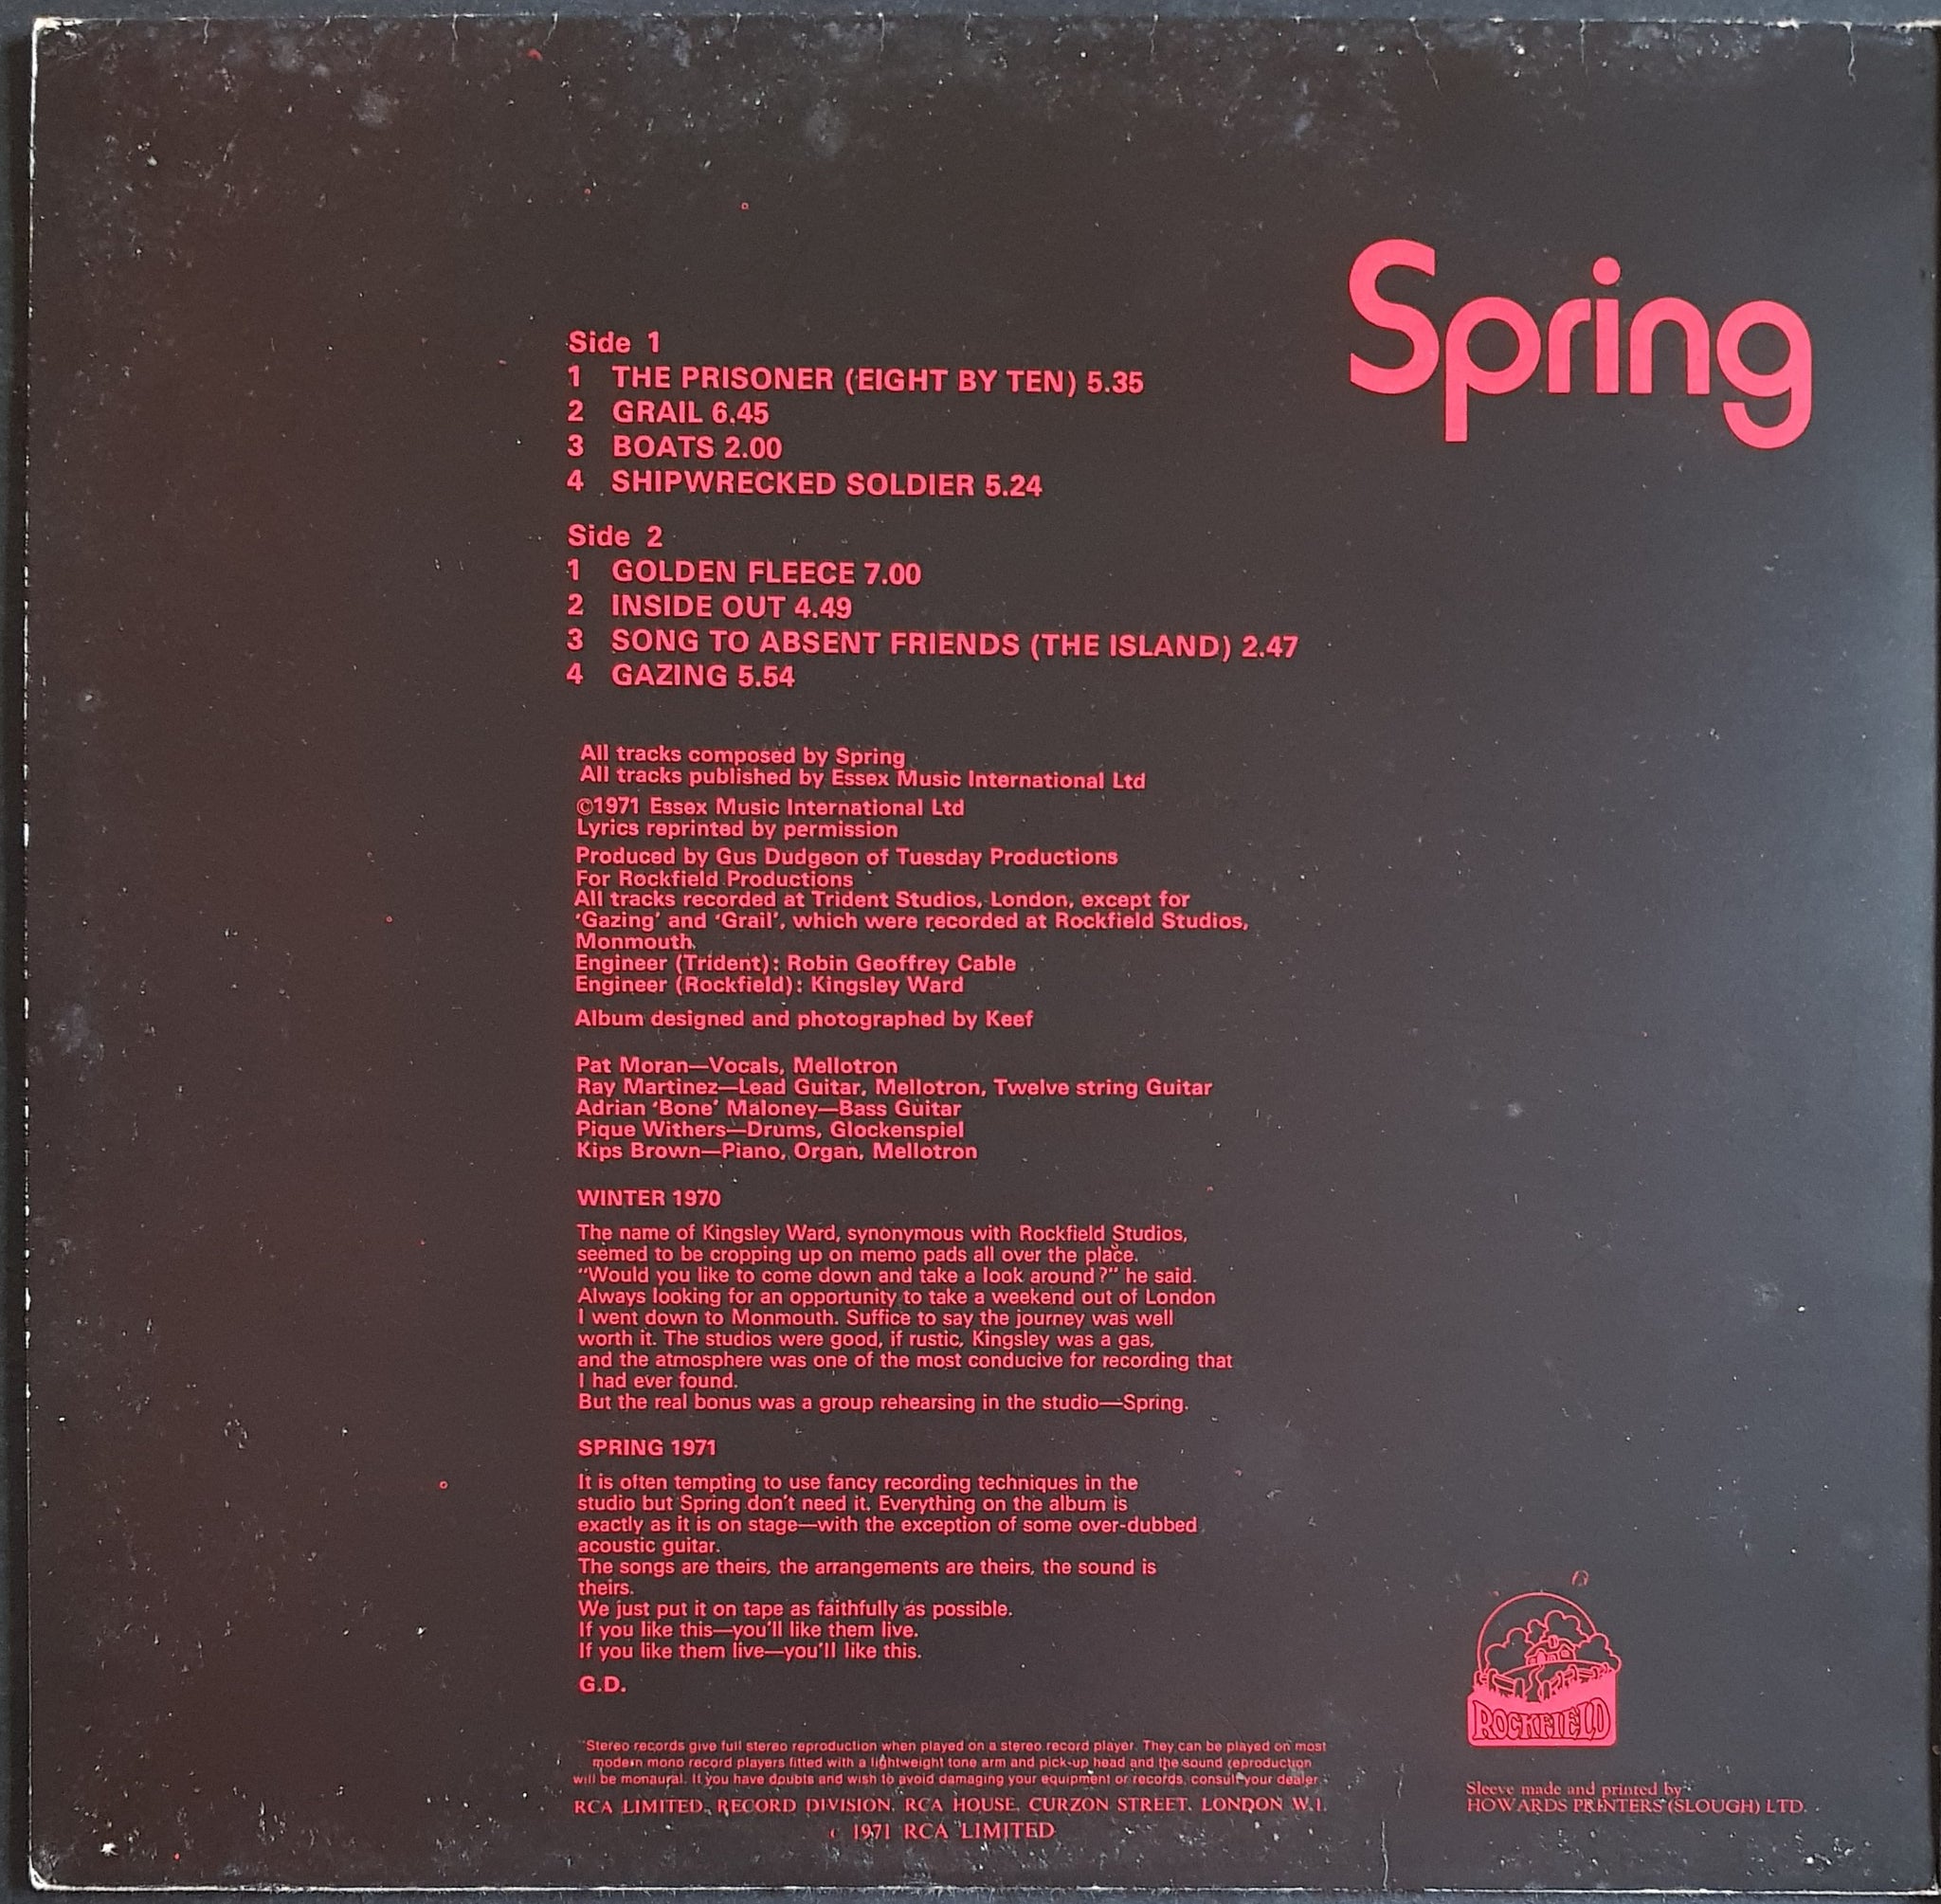 Spring
Side 1
1 THE PRISONER (EIGHT BY TEN) 5.35
2 GRAIL 6.45
3 BOATS 2.00
4 SHIPWRECKED SOLDIER 5.24
Side 2
1 GOLDEN FLEECE 7.00
2 INSIDE OUT 4.49
3 SONG TO ABSENT FRIENDS (THE ISLAND) 2.47
4 GAZING 5.54
All tracks composed by Spring
All tracks published by Essex Music International Ltd
©1971 Essex Music International Ltd
Lyrics reprinted by permission
Produced by Gus Dudgeon of Tuesday Productions
For Rockfield Productions
All tracks recorded at Trident Studios, London, except for
‘Gazing’ and ‘Grail’, which were recorded at Rockfield Studios,
Monmouth
Engineer (Trident): Robin Geoffrey Cable
Engineer (Rockfield): Kingsley Ward
Album designed and photographed by Keef
Pat Moran—Vocals, Mellotron
Ray Martinez—Lead Guitar, Mellotron, Twelve string Guitar
Adrian ‘Bone’ Maloney—Bass Guitar
Pique Withers—Drums, Glockenspiel
Kips Brown—Piano, Organ, Mellotron
WINTER 1970
The name of Kingsley Ward, synonymous with Rockfield Studios,
seemed to be cropping up on memo pads all over the place.
“Would you like to come down and take a look around?” he said.
Always looking for an opportunity to take a weekend out of London
I went down to Monmouth. Suffice to say the journey was well
worth it. The studios were good, if rustic, Kingsley was a gas,
and the atmosphere was one of the most conducive for recording that
I had ever found.
But the real bonus was a group rehearsing in the studio—Spring.
SPRING 1971
It is often tempting to use fancy recording techniques in the
studio but Spring don't need it. Everything on the album is
exactly as it is on stage—with the exception of some over-dubbed
acoustic guitar.
The songs are theirs, the arrangements are theirs, the sound is
theirs.
We just put it on tape as faithfully as possible.
If you like this—you'll like them live.
If you like them live—you'll like this.
G.D.
Stereo records give full stereo reproduction when played on a stereo record player. They can be played on most
modern mono record players fitted with a lightweight tone arm and pick-up head and the sound reproduction
will be monaural. If you have doubts and wish to avoid damaging your equipment or records, consult your dealer
RCA LIMITED, RECORD DIVISION, RCA HOUSE, CURZON STREET, LONDON W.1.
c 1971 RCA LIMITED
ROCKFIELD
Sleeve made and printed by
HOWARDS PRINTERS (SLOUGH) LTD.